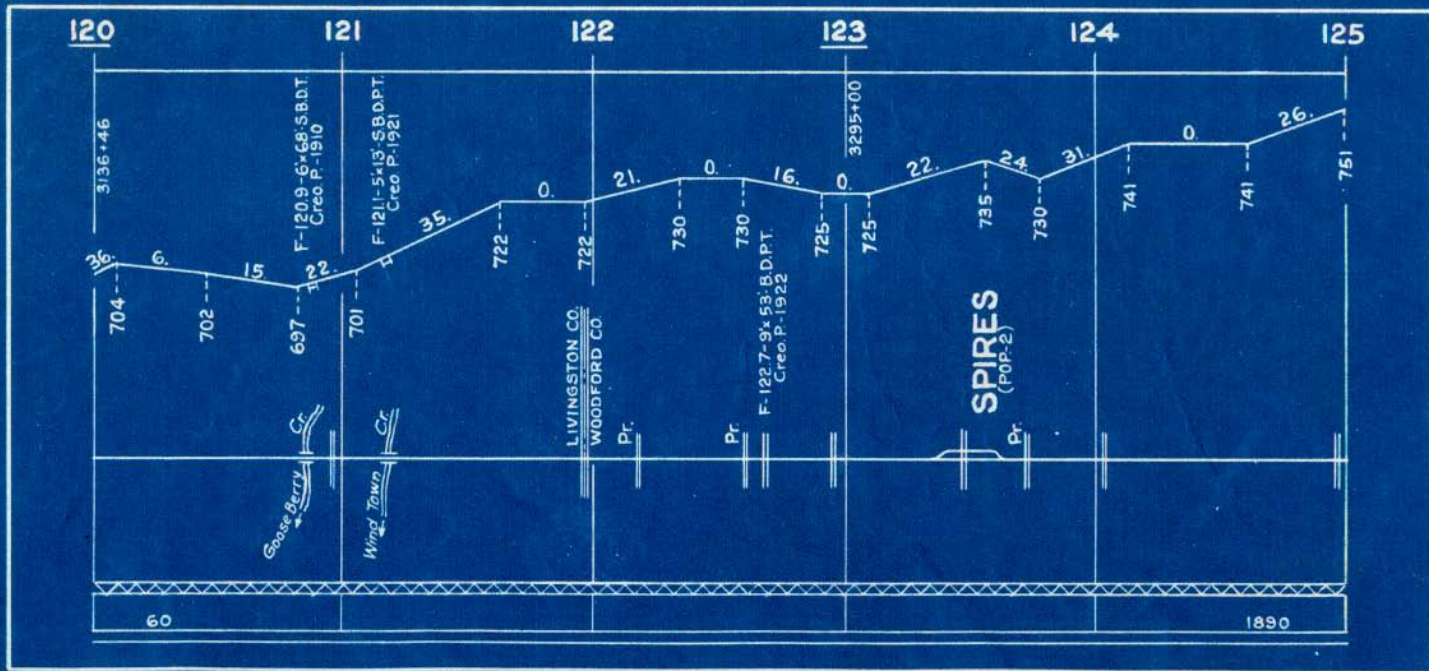 120 121 122 123 124 125
3136+46
F-120.9-6'x68'-S.B.D.T.
Creo. P.-1910
F-121.1-5'x13'-S.B.D.P.T.
Creo. P.-1921
3295+00
36. 6. 15. 22. 35. 0. 21. 0. 16. 0. 22. 24. 31. 0. 26.
704 702 697 701 722 722 730 730 725 725 735 730 741 741 751
LIVINGSTON CO.
WOODFORD CO.
F-122.7-9'x53'-B.D.P.T.
Creo. P.-1922
SPIRES
(POP.-2)
Goose Berry Cr.
Wind Town Cr.
Pr. Pr. Pr.
60 1890